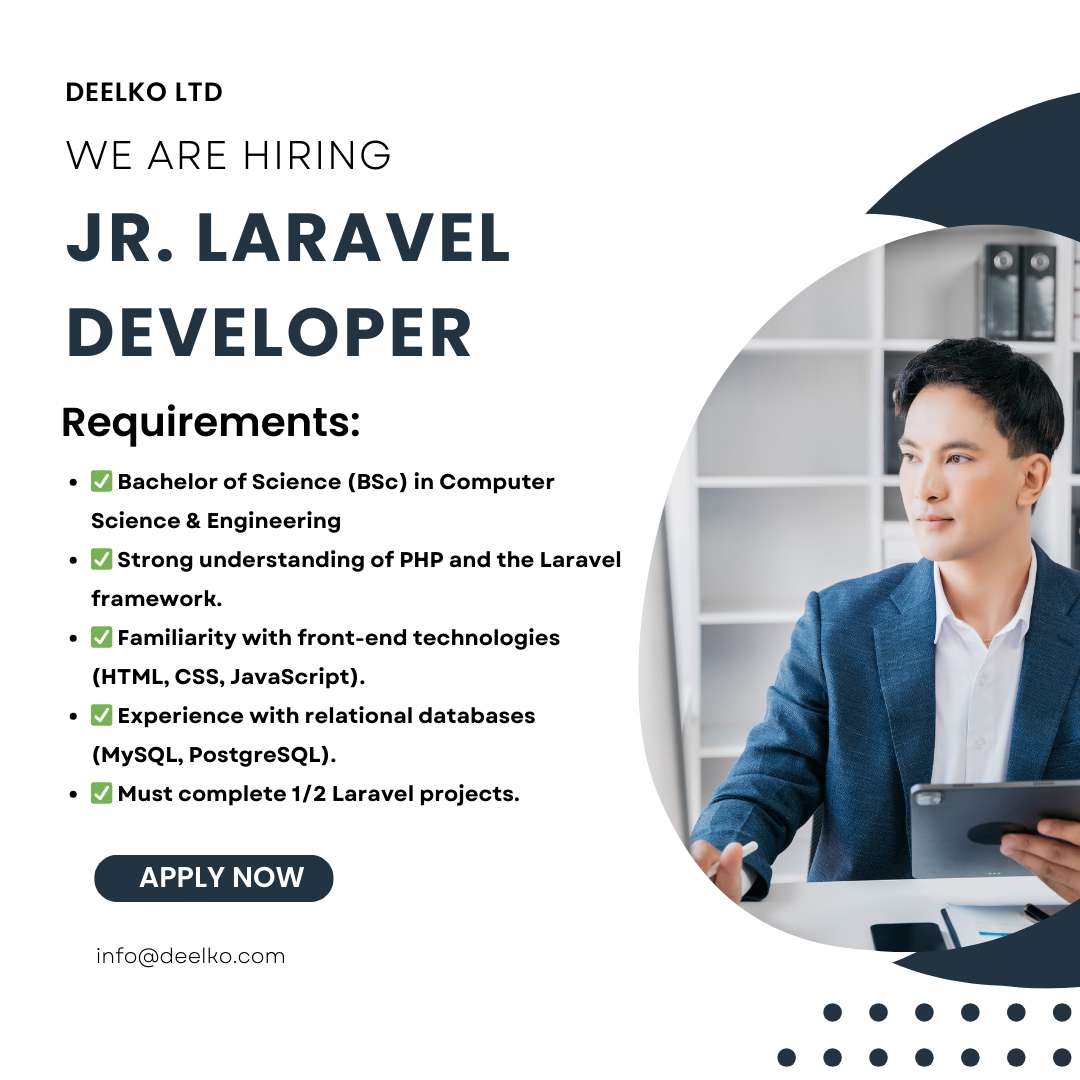 DEELKO LTD
WE ARE HIRING
JR. LARAVEL
DEVELOPER
Requirements:
• ✅ Bachelor of Science (BSc) in Computer
Science & Engineering
• ✅ Strong understanding of PHP and the Laravel
framework.
• ✅ Familiarity with front-end technologies
(HTML, CSS, JavaScript).
• ✅ Experience with relational databases
(MySQL, PostgreSQL).
• ✅ Must complete 1/2 Laravel projects.
APPLY NOW
info@deelko.com